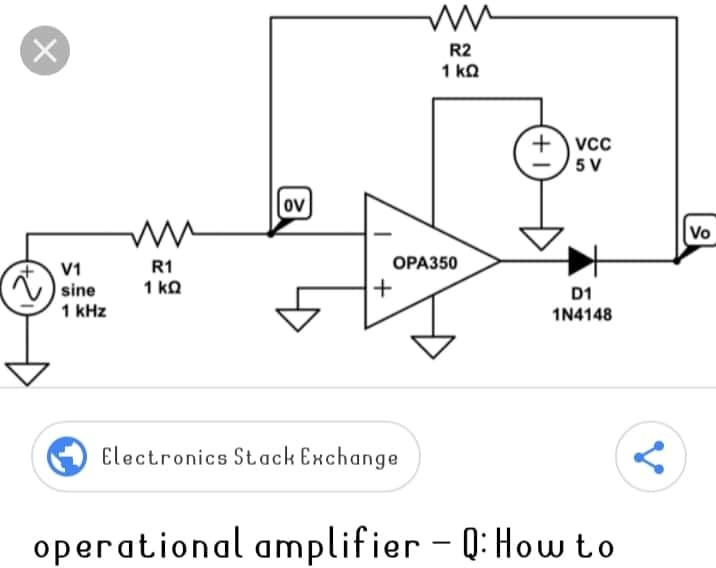 R2
1 kΩ
+
VCC
−
5 V
0V
Vo
−
OPA350
+
+
V1
sine
−
1 kHz
R1
1 kΩ
D1
1N4148
Electronics Stack Exchange
operational amplifier – Q: How to